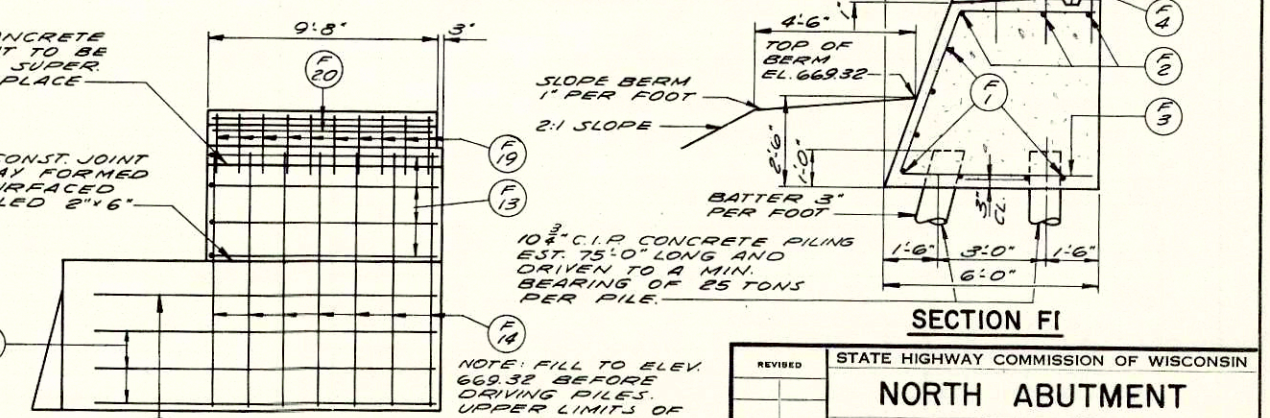 9'-8"
3"
F
20
CONCRETE
TO BE
SUPER.
PLACE
CONST. JOINT
FORMED
SURFACED
2"x6"
F
19
F
13
F
14
4'-6"
1"
TOP OF
BERM
EL. 669.32
SLOPE BERM
1" PER FOOT
2:1 SLOPE
2'-6"
1'-0"
BATTER 3"
PER FOOT
3"
CL.
F
4
F
2
F
1
F
3
10 3/4" C.I.P. CONCRETE PILING
EST. 75'-0" LONG AND
DRIVEN TO A MIN.
BEARING OF 25 TONS
PER PILE.
1'-6" 3'-0" 1'-6"
6'-0"
SECTION F1
NOTE: FILL TO ELEV.
669.32 BEFORE
DRIVING PILES.
UPPER LIMITS OF
REVISED
STATE HIGHWAY COMMISSION OF WISCONSIN
NORTH ABUTMENT